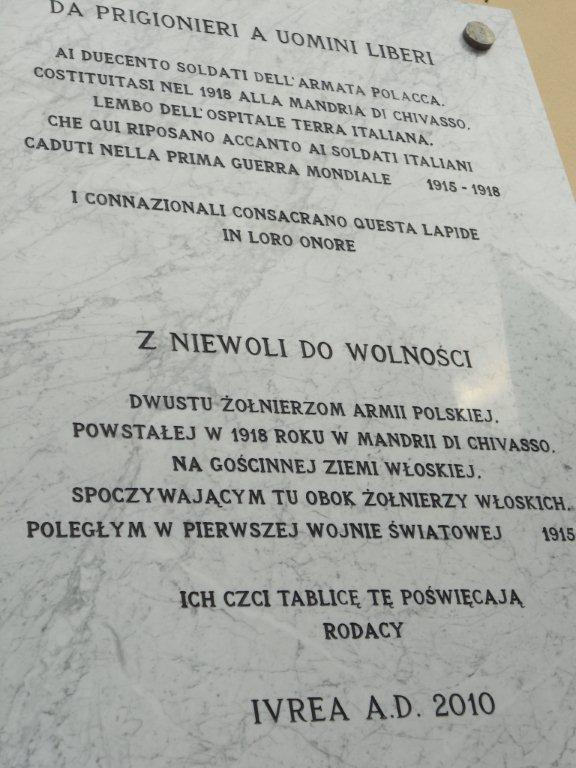 DA PRIGIONIERI A UOMINI LIBERI
AI DUECENTO SOLDATI DELL'ARMATA POLACCA.
COSTITUITASI NEL 1918 ALLA MANDRIA DI CHIVASSO.
LEMBO DELL'OSPITALE TERRA ITALIANA.
CHE QUI RIPOSANO ACCANTO AI SOLDATI ITALIANI
CADUTI NELLA PRIMA GUERRA MONDIALE 1915 - 1918
I CONNAZIONALI CONSACRANO QUESTA LAPIDE
IN LORO ONORE
Z NIEWOLI DO WOLNOŚCI
DWUSTU ŻOŁNIERZOM ARMII POLSKIEJ.
POWSTAŁEJ W 1918 ROKU W MANDRII DI CHIVASSO.
NA GOŚCINNEJ ZIEMI WŁOSKIEJ.
SPOCZYWAJĄCYM TU OBOK ŻOŁNIERZY WŁOSKICH.
POLEGŁYM W PIERWSZEJ WOJNIE ŚWIATOWEJ 1915
ICH CZCI TABLICĘ TĘ POŚWIĘCAJĄ
RODACY
IVREA A.D. 2010